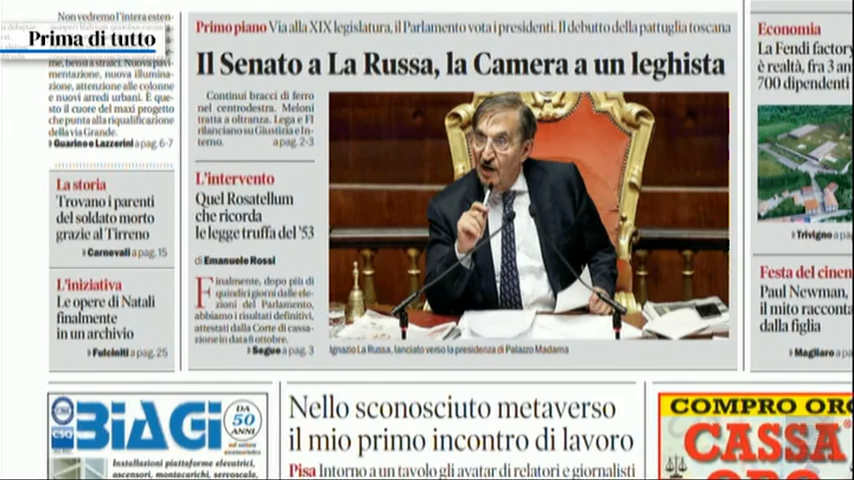 Prima di tutto
Nel vedremo l'intera esten-
mimentazione, nuova illumina-
zione, attenzione alle colonne
e nuovi arredi urbani. È que-
sto il cuore del maxi progetto
che punta alla riqualificazione
della via Grande.
Guarino e Lazzerini a pag. 6-7
La storia
Trovano i parenti
del soldato morto
grazie al Tirreno
Carnevali a pag. 15
L'iniziativa
Le opere di Natali
finalmente
in un archivio
Fulciniti a pag. 25
Primo piano Via alla XIX legislatura, il Parlamento vota i presidenti. Il debutto della pattuglia toscana
Il Senato a La Russa, la Camera a un leghista
Continui bracci di ferro
nel centrodestra. Meloni
tratta a oltranza. Lega e FI
rilanciano su Giustizia e In-
terno. a pag. 2-3
L'intervento
Quel Rosatellum
che ricorda
le legge truffa del '53
di Emanuele Rossi
Finalmente, dopo più di
quindici giorni dalle ele-
zioni del Parlamento,
abbiamo i risultati definitivi,
attestati dalla Corte di cassa-
zione in data 8 ottobre.
Segue a pag. 3
Ignazio La Russa, lanciato verso la presidenza di Palazzo Madama
Economia
La Fendi factory
è realtà, fra 3 an
700 dipendenti
Trivigno a pa
Festa del cinem
Paul Newman,
il mito racconta
dalla figlia
Magliaro a pa
BIAGI
DA
50
ANNI
Installazioni piattaforme elevatrici,
ascensori, montacarichi, servoscala,
Nello sconosciuto metaverso
il mio primo incontro di lavoro
Pisa Intorno a un tavolo gli avatar di relatori e giornalisti
COMPRO ORO
CASSA
ORO